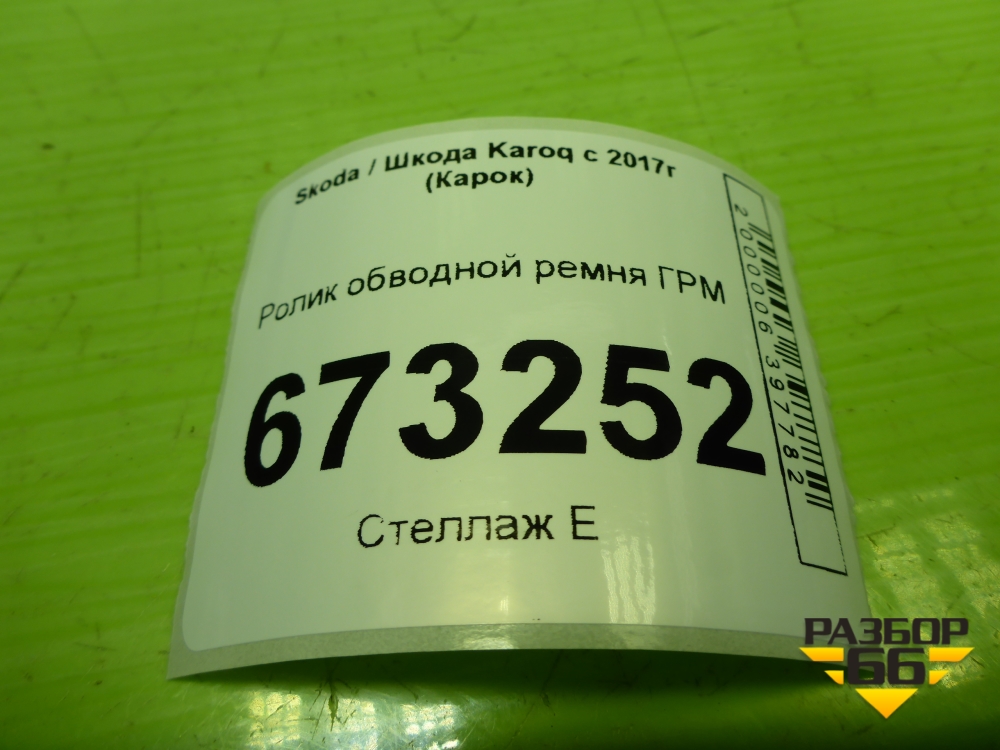 Skoda / Шкода Karoq с 2017г
(Карок)
Ролик обводной ремня ГРМ
673252
Стеллаж Е
2000006397782
РАЗБОР
66